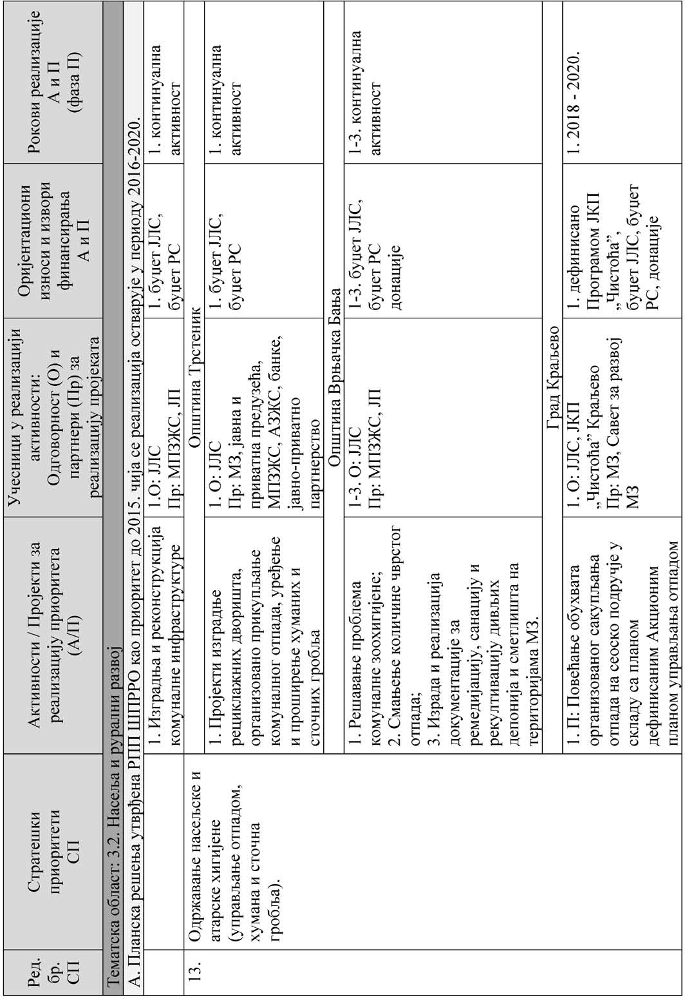 Ред.
бр.
СП
Стратешки
приоритети
СП
Активности / Пројекти за
реализацију приоритета
(А/П)
Учесници у реализацији
активности:
Одговорност (О) и
партнери (Пр) за
реализацију пројеката
Оријентациони
износи и извори
финансирања
А и П
Рокови реализације
А и П
(фаза П)
Тематска област: 3.2. Насеља и рурални развој
А. Планска решења утврђена РПП ШПРРО као приоритет до 2015. чија се реализација остварује у периоду 2016-2020.
1. Изградња и реконструкција
комуналне инфраструктуре
1.О: ЈЛС
Пр: МПЗЖС, ЈП
1. буџет ЈЛС,
буџет РС
1. континуална
активност
13.
Одржавање насељске и
атарске хигијене
(управљање отпадом,
хумана и сточна
гробља).
Општина Трстеник
1. Пројекти изградње
рециклажних дворишта,
организовано прикупљање
комуналног отпада, уређење
и проширење хуманих и
сточних гробља
1. О: ЈЛС
Пр: МЗ, јавна и
приватна предузећа,
МПЗЖС, АЗЖС, банке,
јавно-приватно
партнерство
1. буџет ЈЛС,
буџет РС
1. континуална
активност
Општина Врњачка Бања
1. Решавање проблема
комуналне зоохигијене;
2. Смањење количине чврстог
отпада;
3. Израда и реализација
документације за
ремедијацију, санацију и
рекултивацију дивљих
депонија и сметлишта на
територијама МЗ.
1-3. О: ЈЛС
Пр: МПЗЖС, ЈП
1-3. буџет ЈЛС,
буџет РС
донације
1-3. континуална
активност
Град Краљево
1. П: Повећање обухвата
организованог сакупљања
отпада на сеоско подручје у
складу са планом
дефинисаним Акционим
планом управљања отпадом
1. О: ЈЛС, ЈКП
„Чистоћа” Краљево
Пр: МЗ, Савет за развој
МЗ
1. дефинисано
Програмом ЈКП
„Чистоћа”,
буџет ЈЛС, буџет
РС, донације
1. 2018 - 2020.